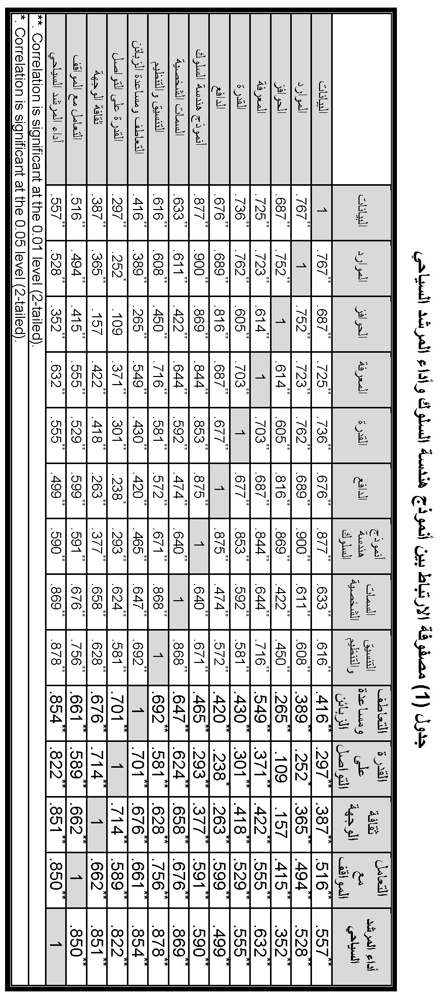 جدول (1) مصفوفة الارتباط بين أنموذج هندسة السلوك وأداء المرشد السياحي
البيانات الموارد الحوافز المعرفة القدرة الدافع أنموذج هندسة السلوك السمات الشخصية التنسيق والتنظيم التعاطف ومساعدة الزبائن القدرة على التواصل ثقافة الوجهة التعامل مع المواقف أداء المرشد السياحي
البيانات 1 .767** .687** .725** .736** .676** .877** .633** .616** .416** .297** .387** .516** .557**
الموارد .767** 1 .752** .723** .762** .689** .900** .611** .608** .389** .252* .365** .494** .528**
الحوافز .687** .752** 1 .614** .605** .816** .869** .422** .450** .265** .109 .157 .415** .352**
المعرفة .725** .723** .614** 1 .703** .687** .844** .644** .716** .549** .371** .422** .555** .632**
القدرة .736** .762** .605** .703** 1 .677** .853** .592** .581** .430** .301** .418** .529** .555**
الدافع .676** .689** .816** .687** .677** 1 .875** .474** .572** .420** .238* .263** .599** .499**
أنموذج هندسة السلوك .877** .900** .869** .844** .853** .875** 1 .640** .671** .465** .293** .377** .591** .590**
السمات الشخصية .633** .611** .422** .644** .592** .474** .640** 1 .868** .647** .624** .658** .676** .869**
التنسيق والتنظيم .616** .608** .450** .716** .581** .572** .671** .868** 1 .692** .581** .628** .756** .878**
التعاطف ومساعدة الزبائن .416** .389** .265** .549** .430** .420** .465** .647** .692** 1 .701** .676** .661** .854**
القدرة على التواصل .297** .252* .109 .371** .301** .238* .293** .624** .581** .701** 1 .714** .589** .822**
ثقافة الوجهة .387** .365** .157 .422** .418** .263** .377** .658** .628** .676** .714** 1 .662** .851**
التعامل مع المواقف .516** .494** .415** .555** .529** .599** .591** .676** .756** .661** .589** .662** 1 .850**
أداء المرشد السياحي .557** .528** .352** .632** .555** .499** .590** .869** .878** .854** .822** .851** .850** 1
**. Correlation is significant at the 0.01 level (2-tailed).
*. Correlation is significant at the 0.05 level (2-tailed).